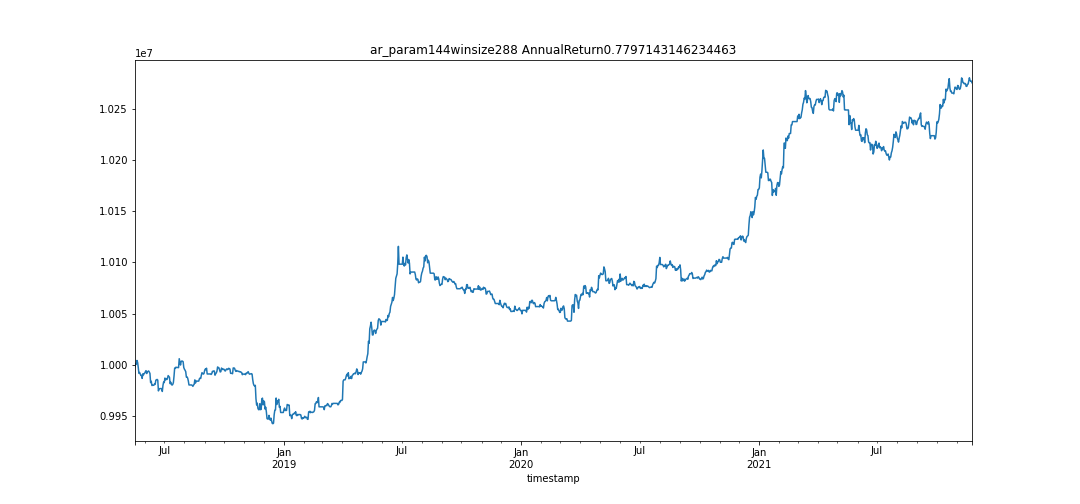 ar_param144winsize288 AnnualReturn0.7797143146234463
1e7
1.025
1.020
1.015
1.010
1.005
1.000
0.995
Jul Jan Jul Jan Jul Jan Jul
2019 2020 2021
timestamp